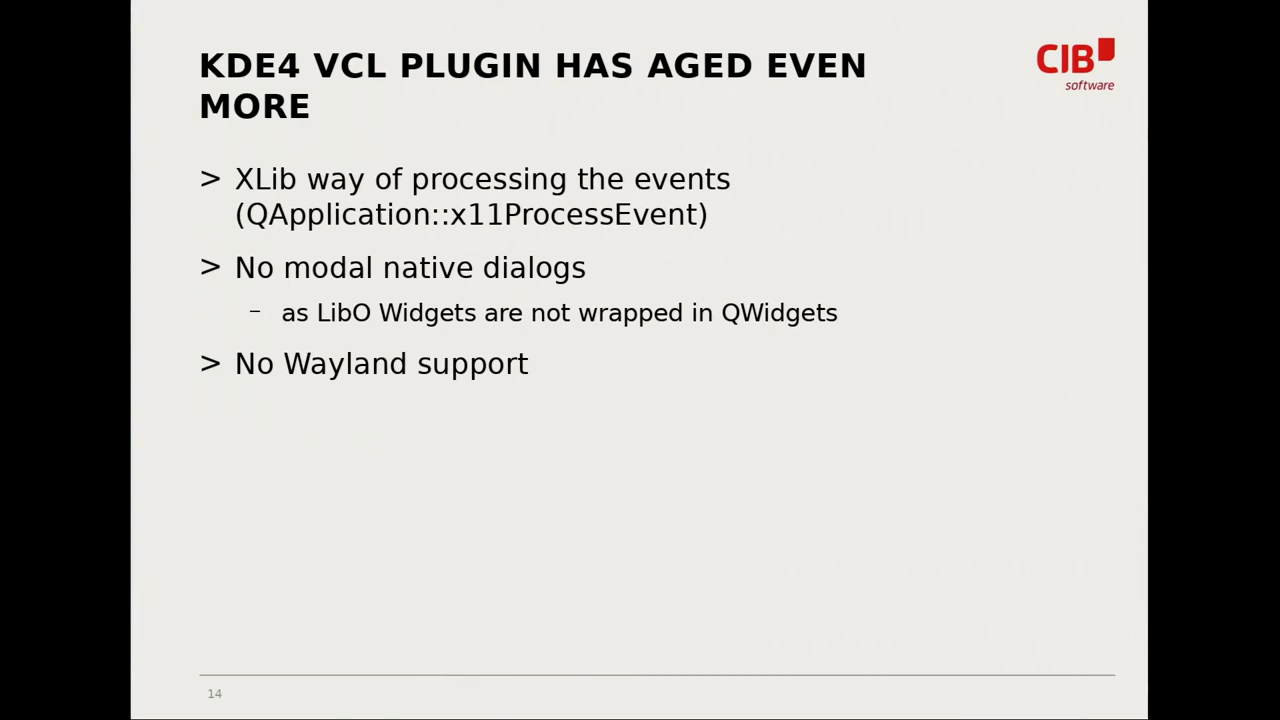 KDE4 VCL PLUGIN HAS AGED EVEN
MORE
CIB
software
> XLib way of processing the events
(QApplication::x11ProcessEvent)
> No modal native dialogs
– as LibO Widgets are not wrapped in QWidgets
> No Wayland support
14